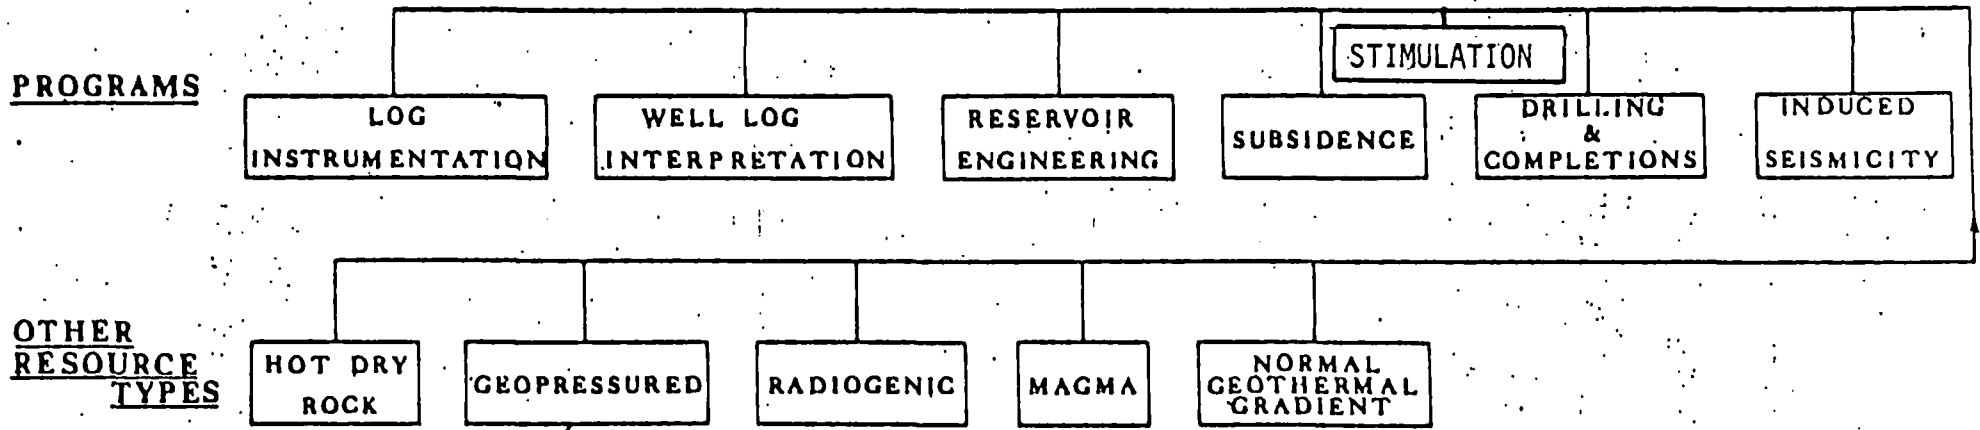 PROGRAMS
STIMULATION
LOG
INSTRUMENTATION
WELL LOG
INTERPRETATION
RESERVOIR
ENGINEERING
SUBSIDENCE
DRILLING
&
COMPLETIONS
INDUCED
SEISMICITY
OTHER
RESOURCE
TYPES
HOT DRY
ROCK
GEOPRESSURED
RADIOGENIC
MAGMA
NORMAL
GEOTHERMAL
GRADIENT